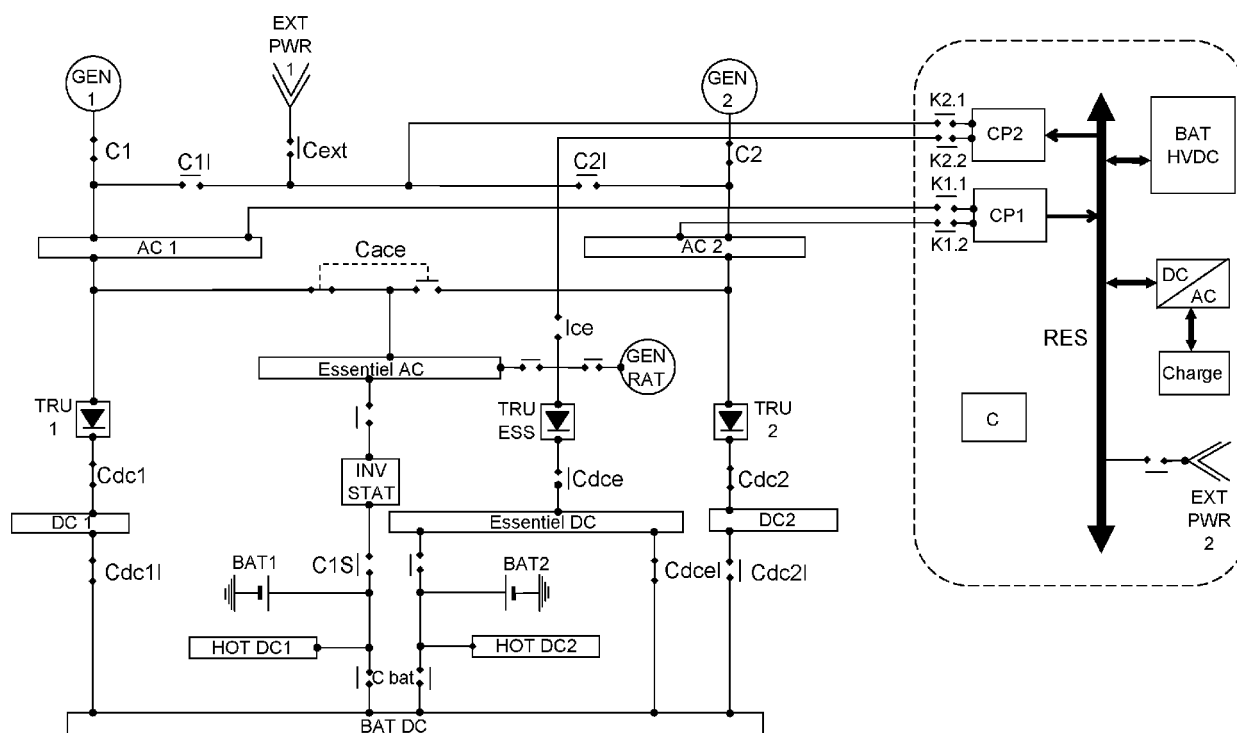 EXT
PWR
1
GEN
1
GEN
2
C1
C1I
Cext
C2I
C2
K2.1
CP2
K2.2
K1.1
CP1
K1.2
BAT
HVDC
AC 1
AC 2
Cace
DC
AC
RES
Charge
Ice
Essentiel AC
GEN
RAT
TRU
1
TRU
ESS
TRU
2
C
INV
STAT
Cdc1
Cdce
Cdc2
EXT
PWR
2
DC 1
Essentiel DC
DC2
Cdc1I
C1S
BAT1
BAT2
Cdcel
Cdc2I
HOT DC1
HOT DC2
C bat
BAT DC